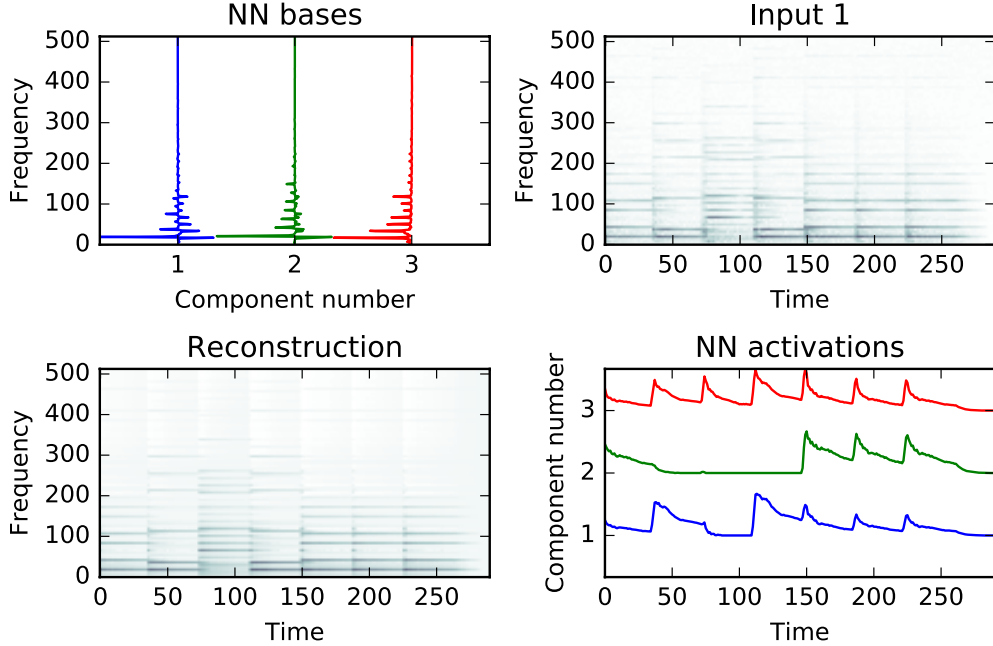 NN bases
Frequency
500
400
300
200
100
0
1 2 3
Component number
Input 1
Frequency
500
400
300
200
100
0
0 50 100 150 200 250
Time
Reconstruction
Frequency
500
400
300
200
100
0
0 50 100 150 200 250
Time
NN activations
Component number
3
2
1
0 50 100 150 200 250
Time